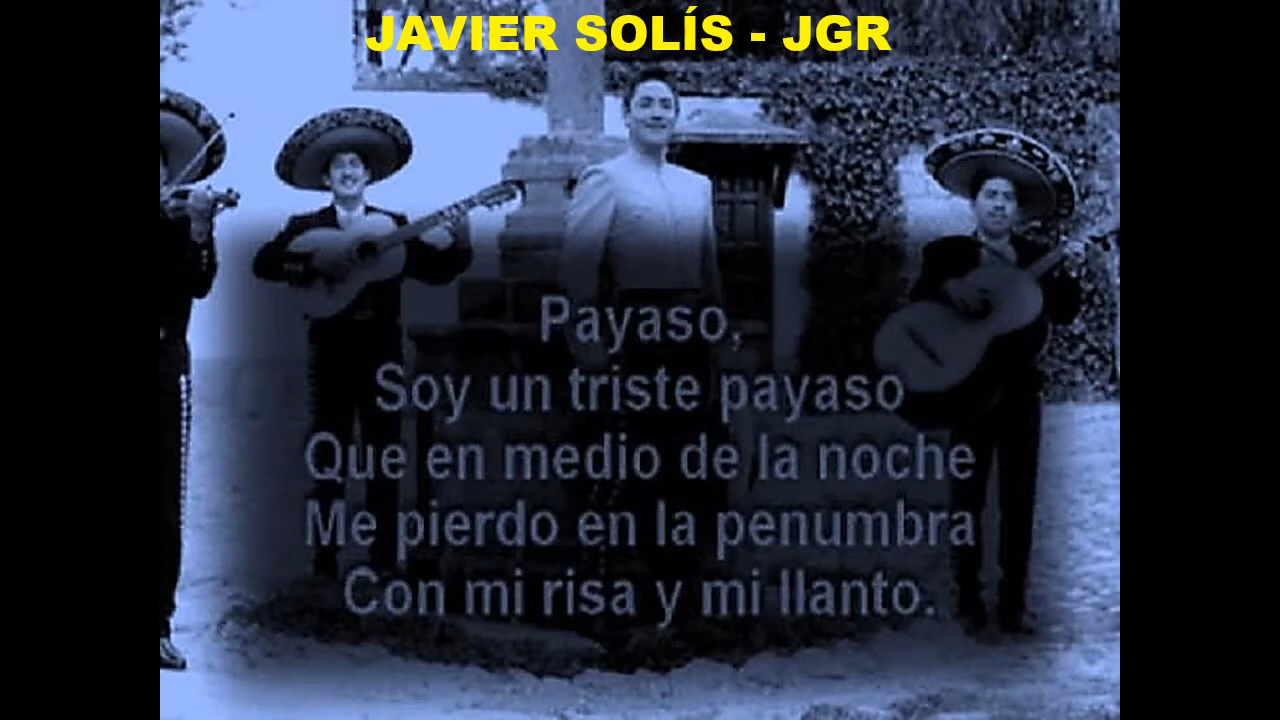 JAVIER SOLÍS - JGR
Payaso,
Soy un triste payaso
Que en medio de la noche
Me pierdo en la penumbra
Con mi risa y mi llanto.